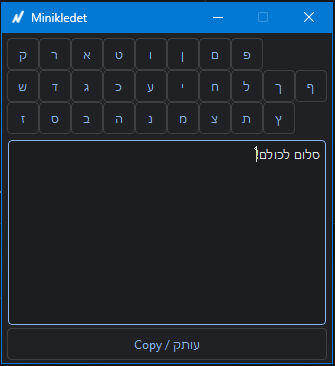 Minikledet
ק ר א ט ו ן ם פ
ש ד ג כ ע י ח ל ך ף
ז ס ב ה נ מ צ ת ץ
סלום לכולם!
Copy / עותק